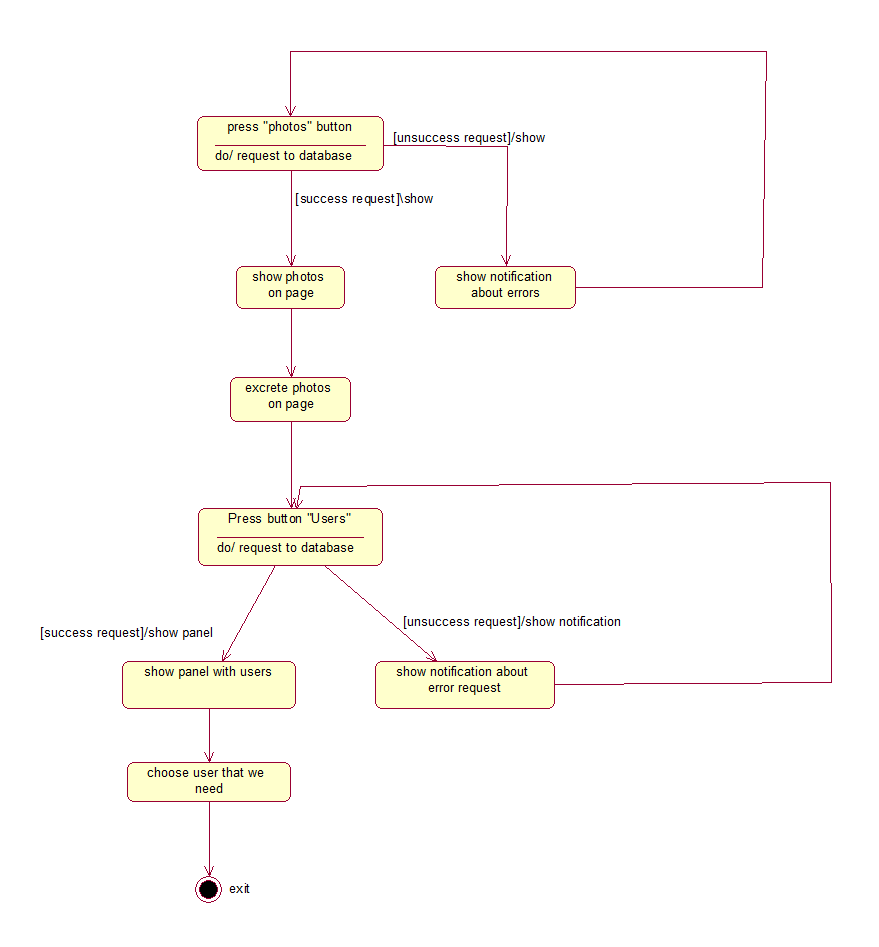 press "photos" button
do/ request to database
[unsuccess request]/show
[success request]\show
show photos
on page
show notification
about errors
excrete photos
on page
Press button "Users"
do/ request to database
[success request]/show panel
[unsuccess request]/show notification
show panel with users
show notification about
error request
choose user that we
need
exit